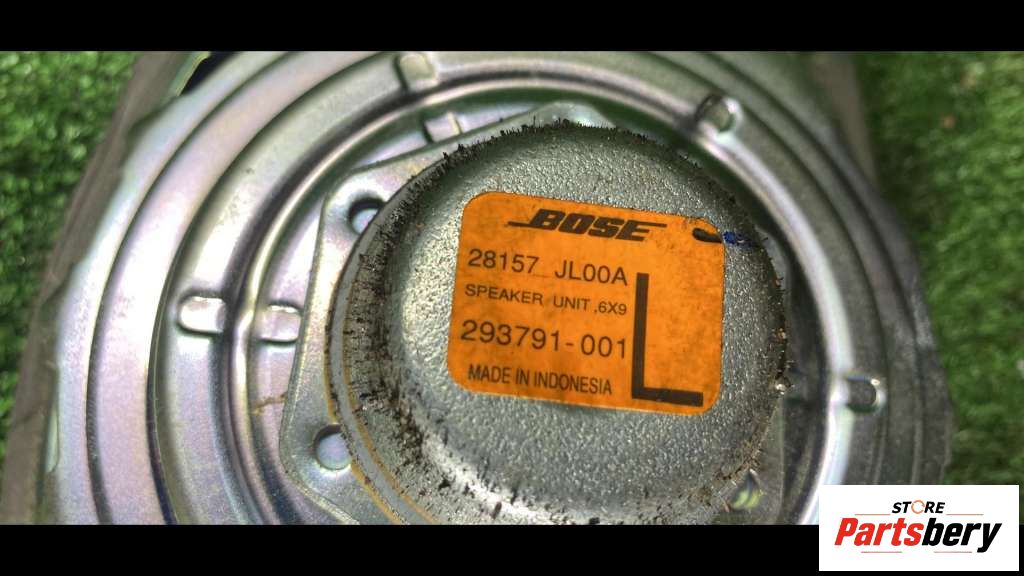 BOSE
28157 JL00A
SPEAKER UNIT ,6X9
293791-001
MADE IN INDONESIA
L
STORE
Partsbery